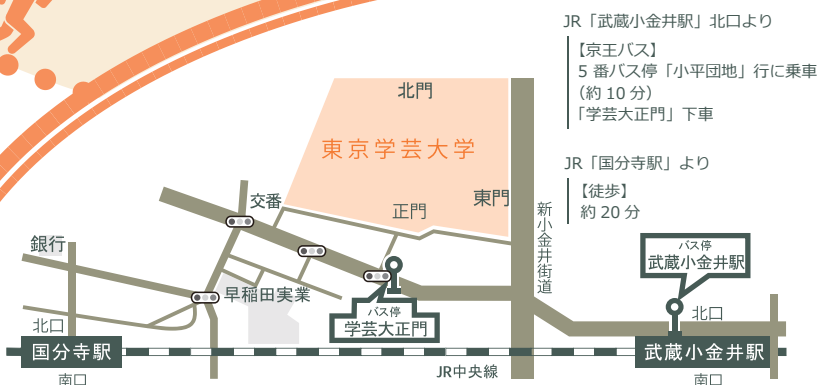 JR「武蔵小金井駅」北口より
【京王バス】
5番バス停「小平団地」行に乗車
（約10分）
「学芸大正門」下車
JR「国分寺駅」より
【徒歩】
約20分
北門
東京学芸大学
東門
正門
交番
新小金井街道
銀行
早稲田実業
バス停
武蔵小金井駅
バス停
学芸大正門
北口
国分寺駅
南口
JR中央線
北口
武蔵小金井駅
南口